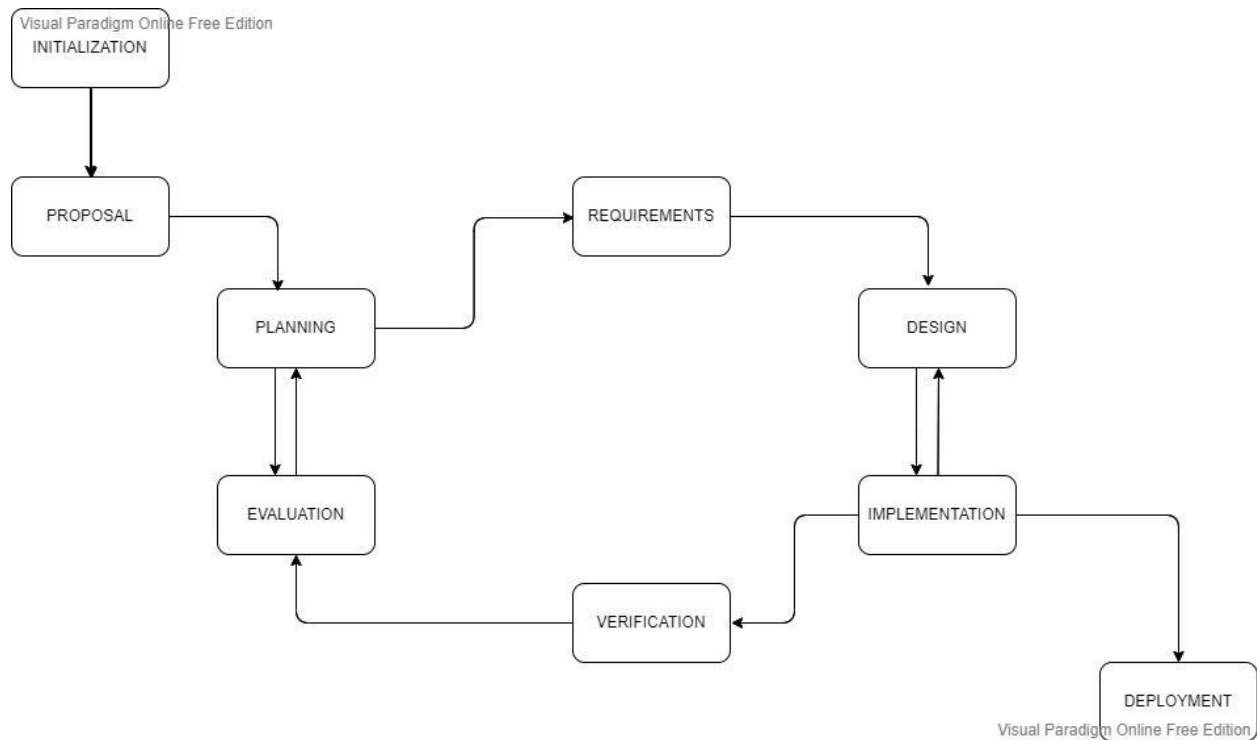 Visual Paradigm Online Free Edition
INITIALIZATION
PROPOSAL
REQUIREMENTS
PLANNING
DESIGN
EVALUATION
IMPLEMENTATION
VERIFICATION
DEPLOYMENT
Visual Paradigm Online Free Edition